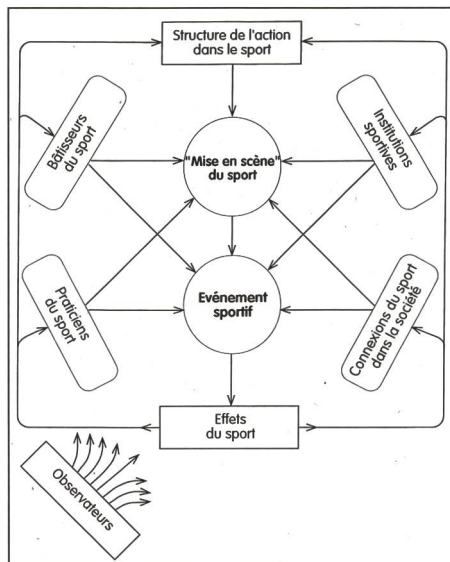 Structure de l'action
dans le sport
Bâtisseurs
du sport
Institutions
sportives
"Mise en scène"
du sport
Praticiens
du sport
Evénement
sportif
Connexions du sport
dans la société
Effets
du sport
Observateurs